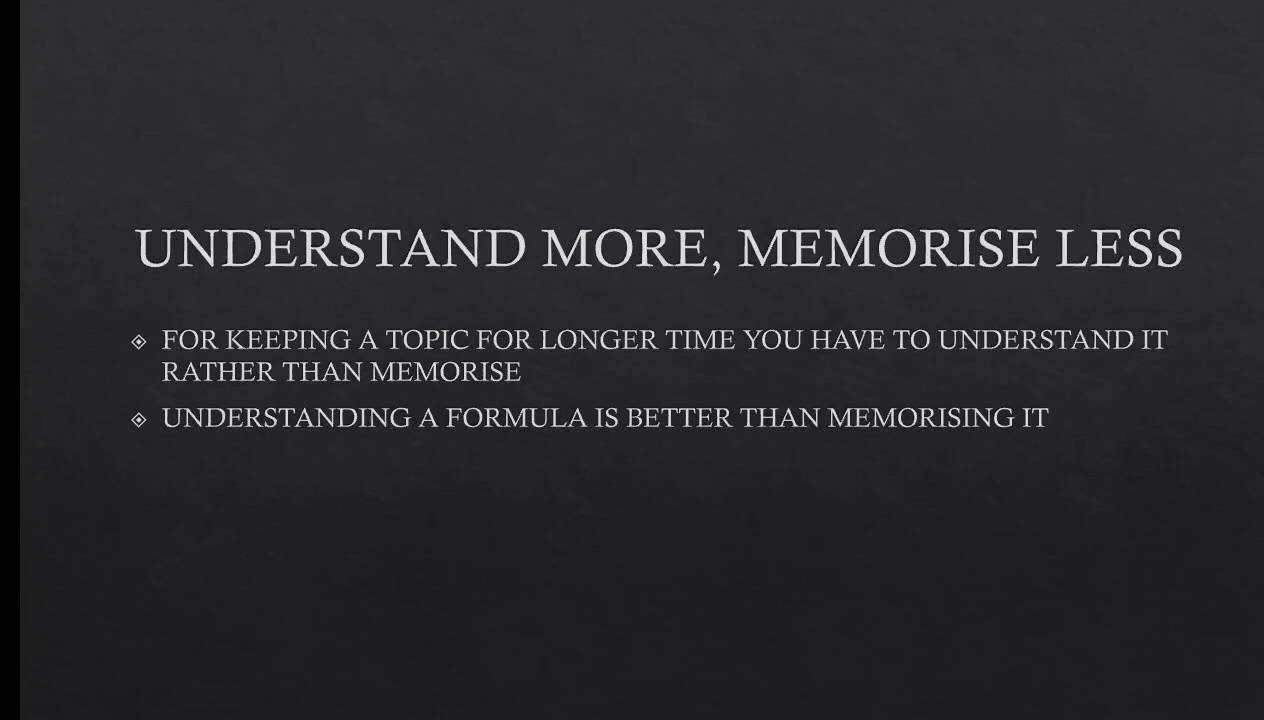 UNDERSTAND MORE, MEMORISE LESS
FOR KEEPING A TOPIC FOR LONGER TIME YOU HAVE TO UNDERSTAND IT
RATHER THAN MEMORISE
UNDERSTANDING A FORMULA IS BETTER THAN MEMORISING IT